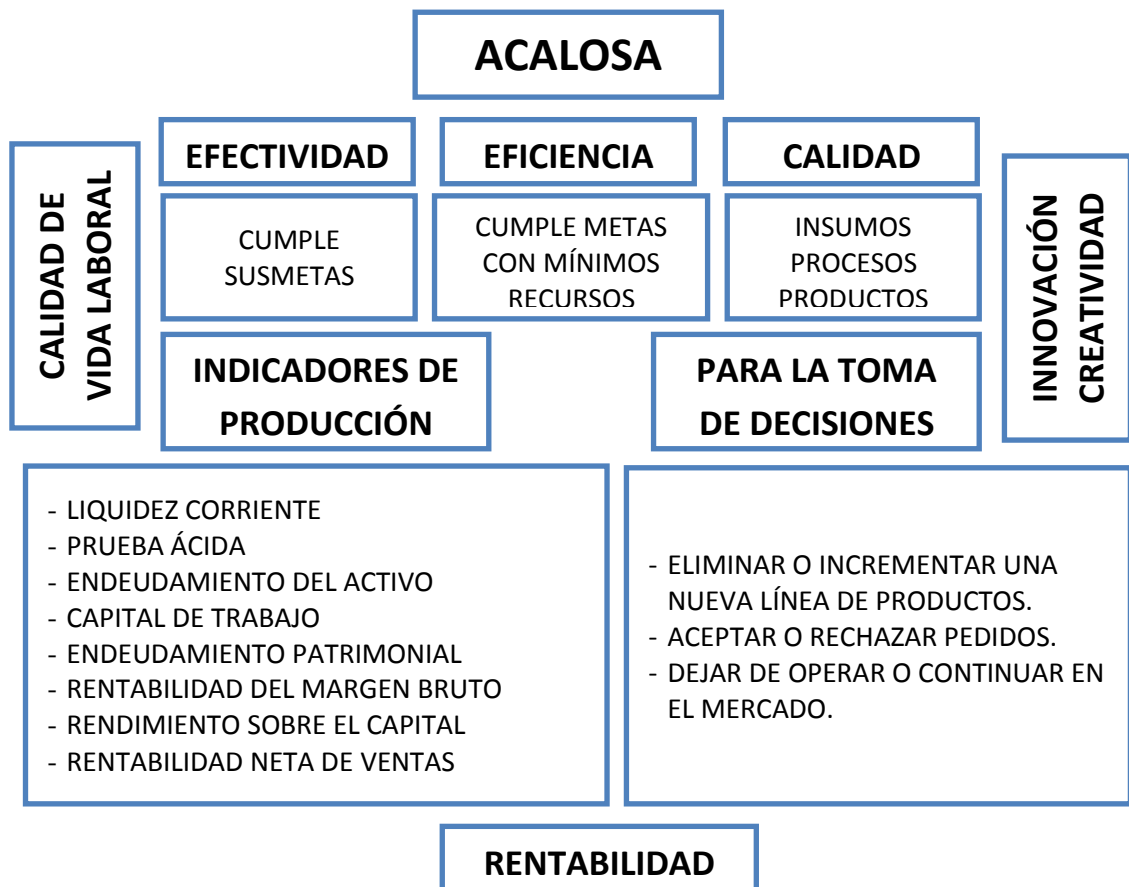 ACALOSA
EFECTIVIDAD
EFICIENCIA
CALIDAD
CALIDAD DE
VIDA LABORAL
CUMPLE
SUSMETAS
CUMPLE METAS
CON MÍNIMOS
RECURSOS
INSUMOS
PROCESOS
PRODUCTOS
INNOVACIÓN
CREATIVIDAD
INDICADORES DE
PRODUCCIÓN
PARA LA TOMA
DE DECISIONES
- LIQUIDEZ CORRIENTE
- PRUEBA ÁCIDA
- ENDEUDAMIENTO DEL ACTIVO
- CAPITAL DE TRABAJO
- ENDEUDAMIENTO PATRIMONIAL
- RENTABILIDAD DEL MARGEN BRUTO
- RENDIMIENTO SOBRE EL CAPITAL
- RENTABILIDAD NETA DE VENTAS
- ELIMINAR O INCREMENTAR UNA
NUEVA LÍNEA DE PRODUCTOS.
- ACEPTAR O RECHAZAR PEDIDOS.
- DEJAR DE OPERAR O CONTINUAR EN
EL MERCADO.
RENTABILIDAD